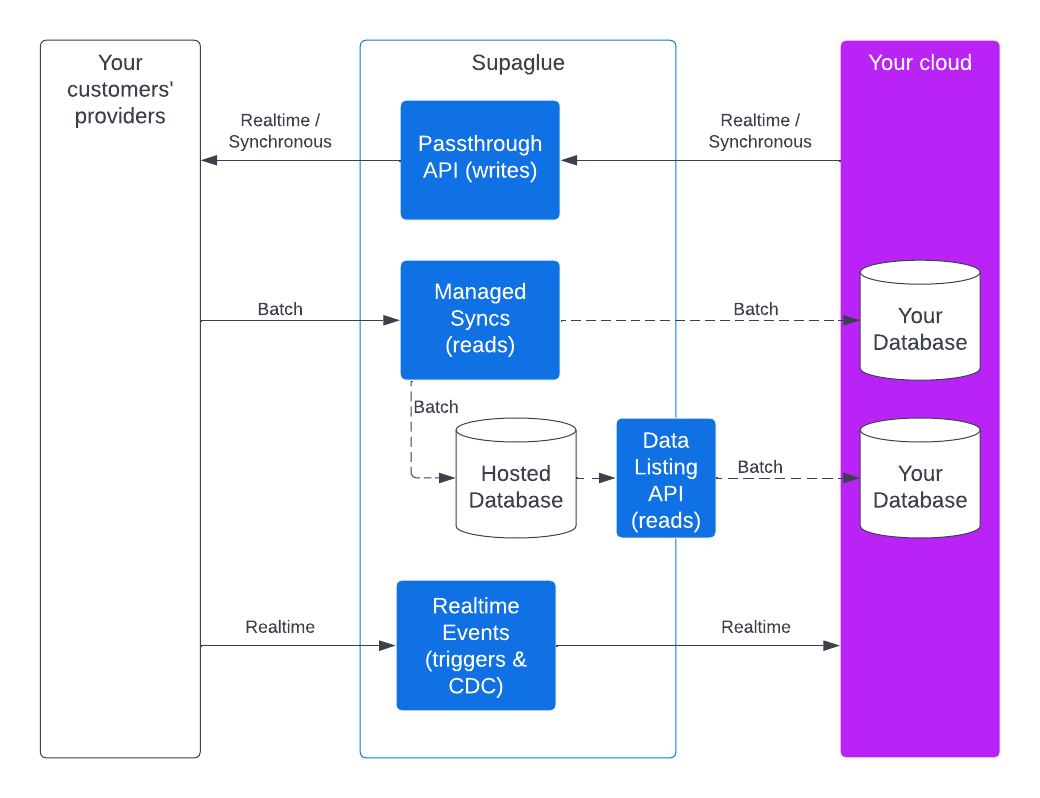 Your
customers'
providers
Supaglue
Your cloud
Realtime /
Synchronous
Passthrough
API (writes)
Realtime /
Synchronous
Batch
Managed
Syncs
(reads)
Batch
Your
Database
Batch
Hosted
Database
Data
Listing
API
(reads)
Batch
Your
Database
Realtime
Realtime
Events
(triggers &
CDC)
Realtime